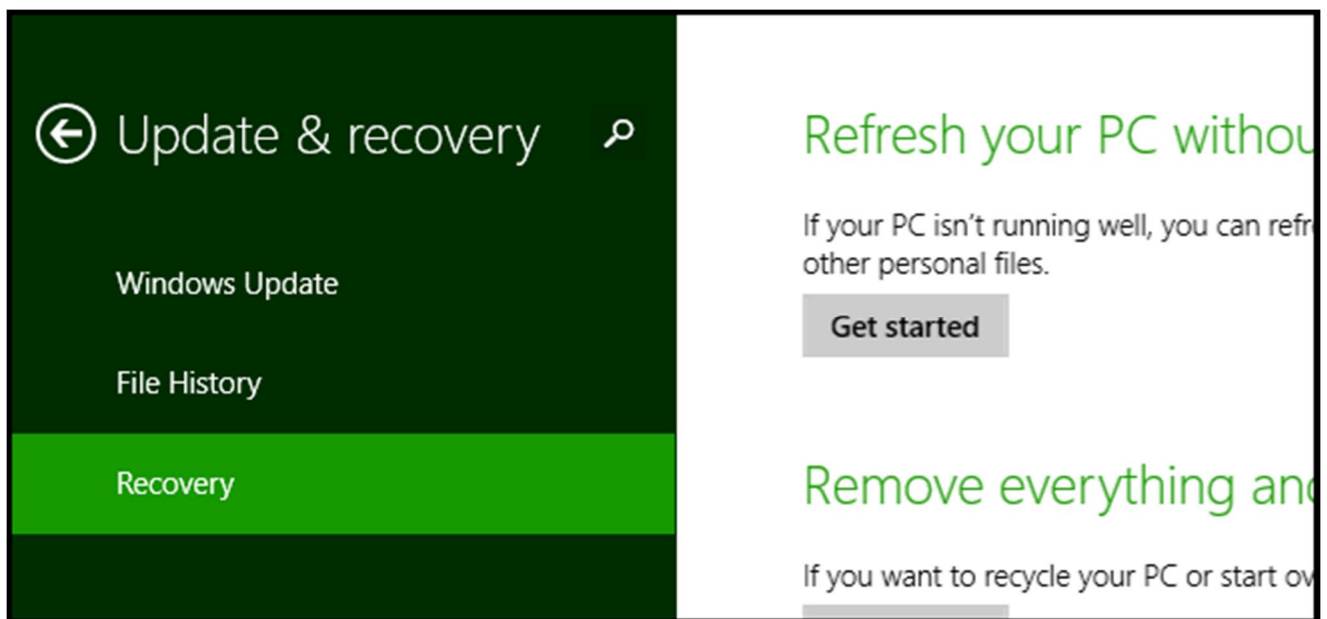 Update & recovery
Windows Update
File History
Recovery
Refresh your PC withou
If your PC isn't running well, you can refr
other personal files.
Get started
Remove everything and
If you want to recycle your PC or start ov